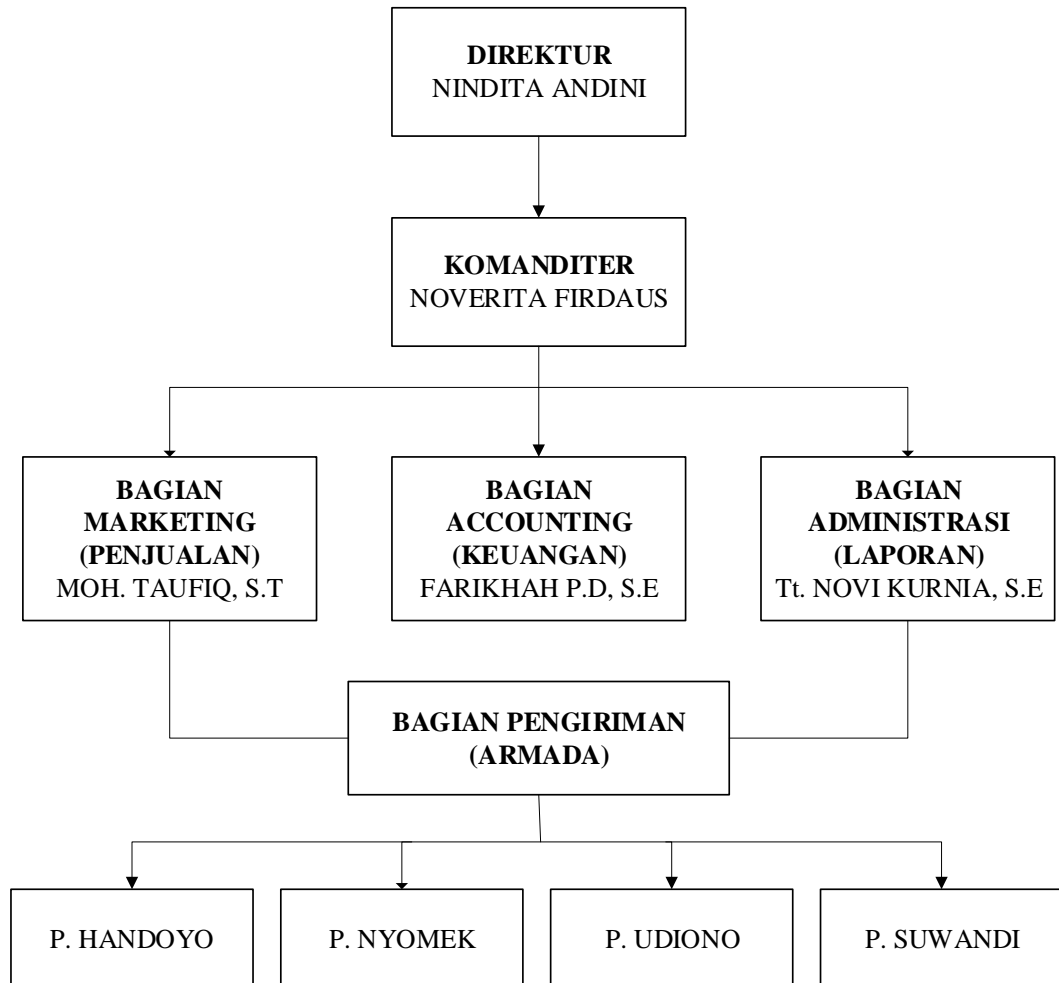 DIREKTUR
NINDITA ANDINI
KOMANDITER
NOVERITA FIRDAUS
BAGIAN
MARKETING
(PENJUALAN)
MOH. TAUFIQ, S.T
BAGIAN
ACCOUNTING
(KEUANGAN)
FARIKHAH P.D, S.E
BAGIAN
ADMINISTRASI
(LAPORAN)
Tt. NOVI KURNIA, S.E
BAGIAN PENGIRIMAN
(ARMADA)
P. HANDOYO
P. NYOMEK
P. UDIONO
P. SUWANDI